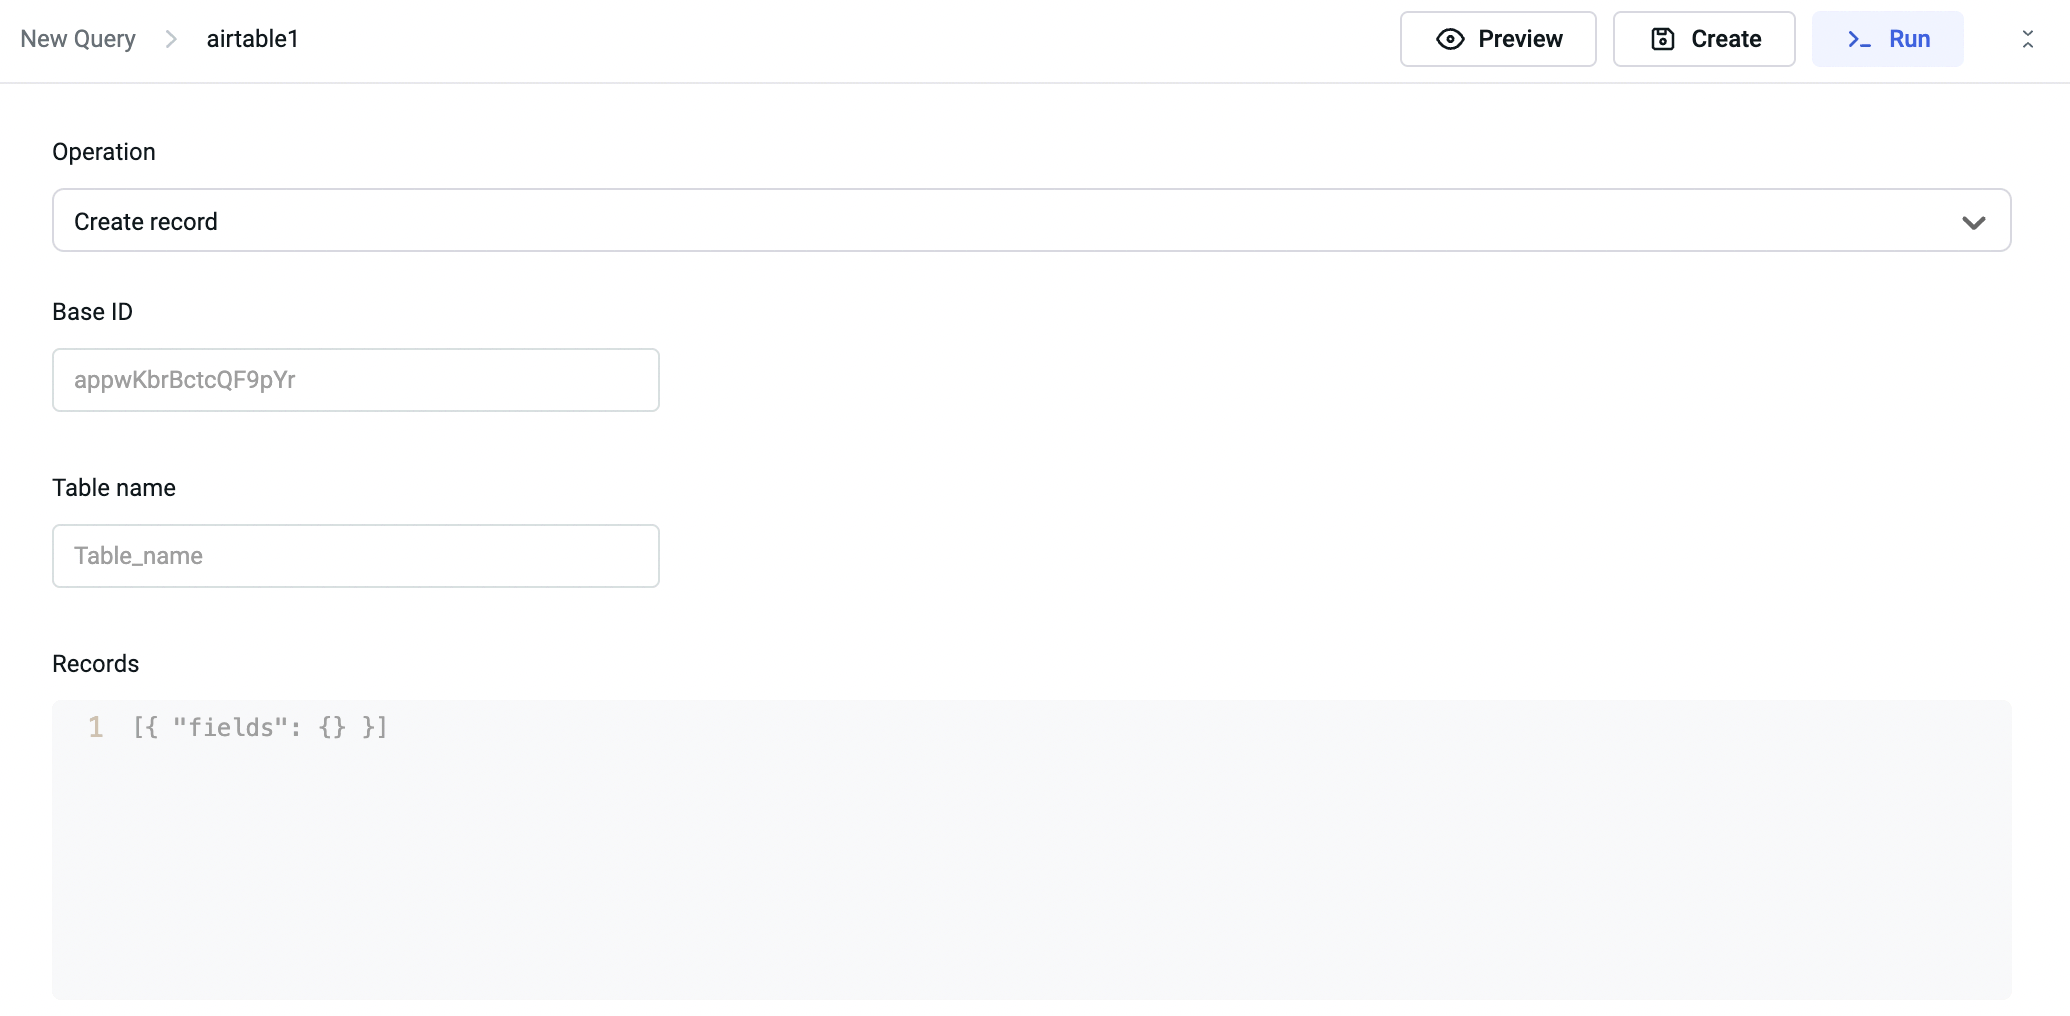 New Query > airtable1
Preview
Create
>_ Run
Operation
Create record
Base ID
appwKbrBctcQF9pYr
Table name
Table_name
Records
1 [{ "fields": {} }]